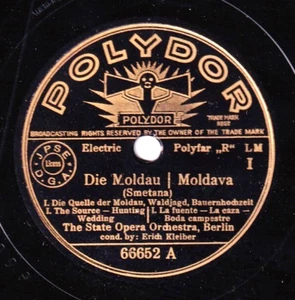 POLYDOR
POLYDOR
TRADE MARK
BROADCASTING RIGHTS RESERVED BY THE OWNER OF THE TRADE MARK
Electric Polyfar „R" LM
J.P.S.E.
D.G.A.
I
Die Moldau | Moldava
(Smetana)
I. Die Quelle der Moldau, Waldjagd, Bauernhochzeit
I. The Source — Hunting | I. La fuente — La caza —
Wedding Boda campestre
The State Opera Orchestra, Berlin
cond. by: Erich Kleiber
66652 A